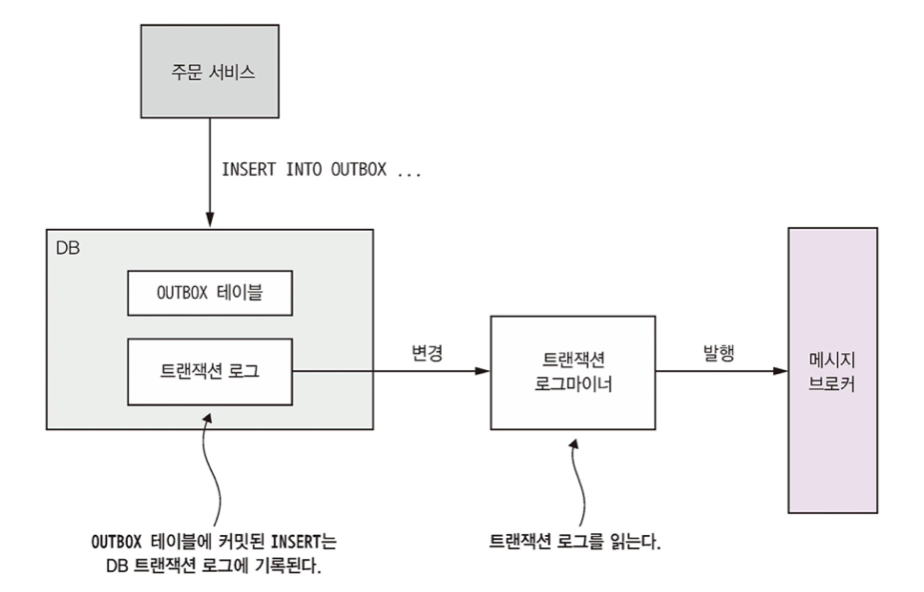 주문 서비스
INSERT INTO OUTBOX ...
DB
OUTBOX 테이블
트랜잭션 로그
변경
트랜잭션
로그마이너
발행
메시지
브로커
OUTBOX 테이블에 커밋된 INSERT는
DB 트랜잭션 로그에 기록된다.
트랜잭션 로그를 읽는다.